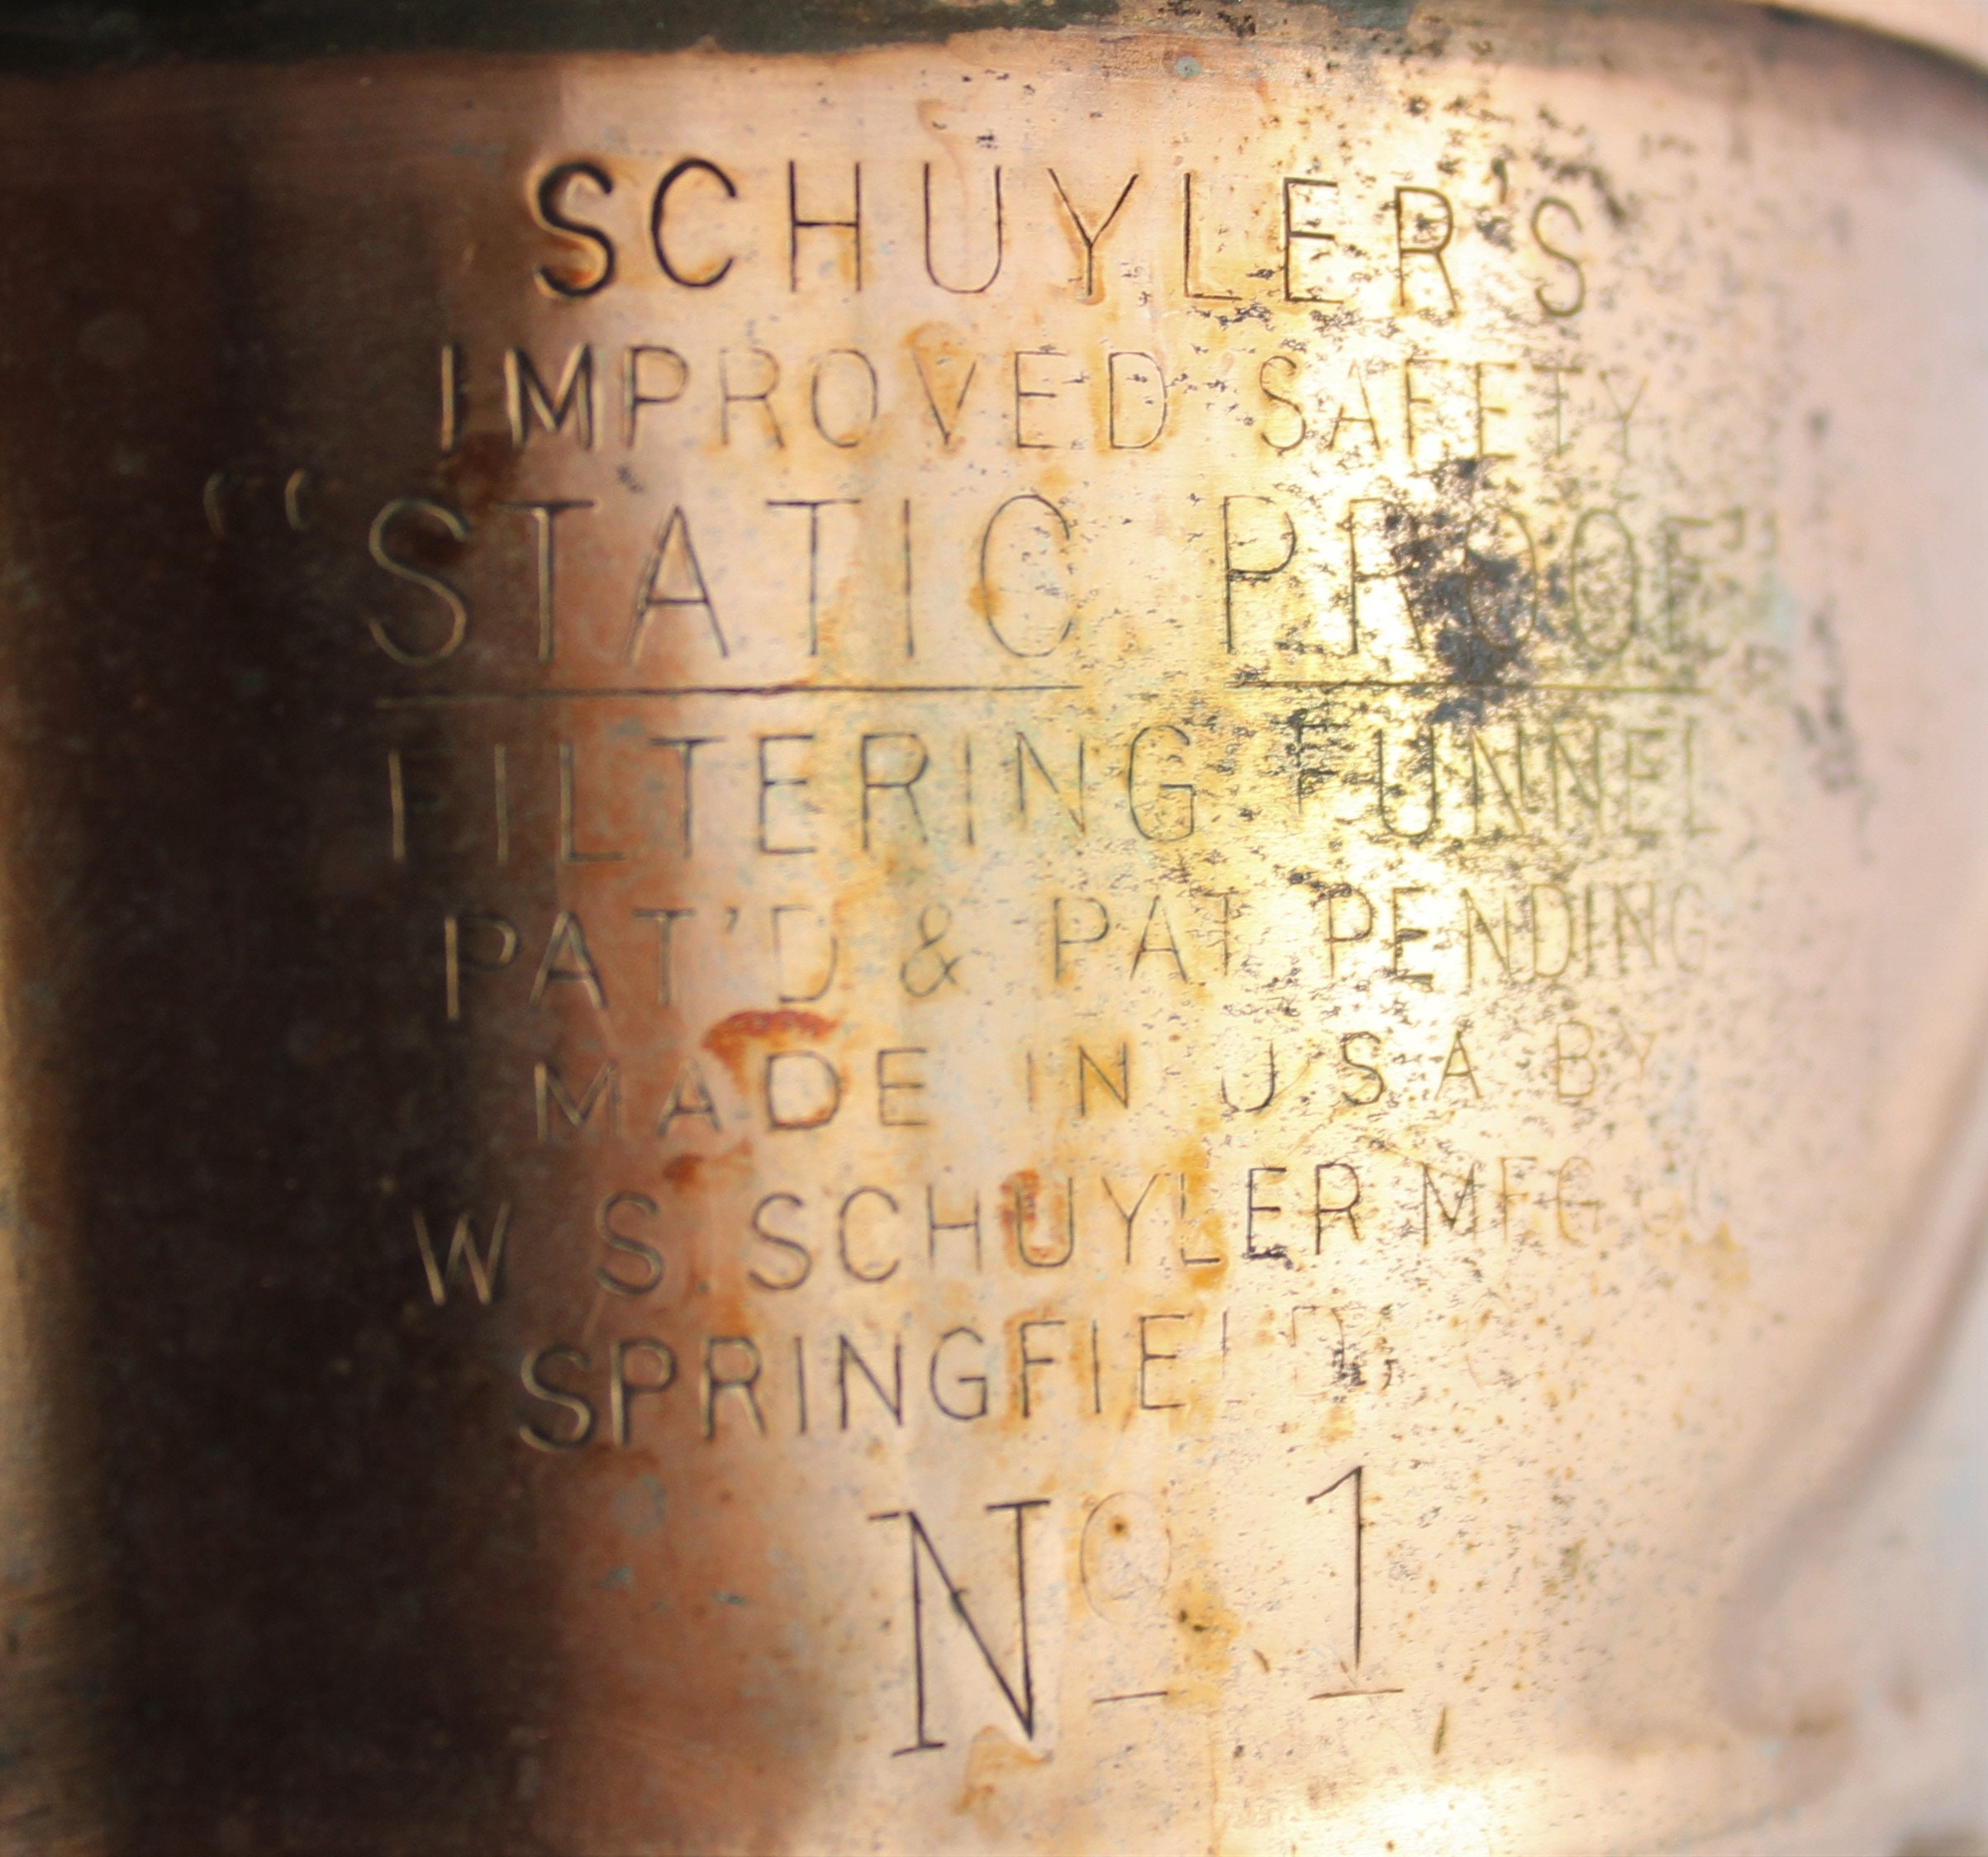 SCHUYLER'S
IMPROVED SAFETY
"STATIC PROOF"
FILTERING FUNNEL
PAT'D & PAT. PENDING
MADE IN U S A BY
W. S. SCHUYLER MFG
SPRINGFIELD,
Nº 1